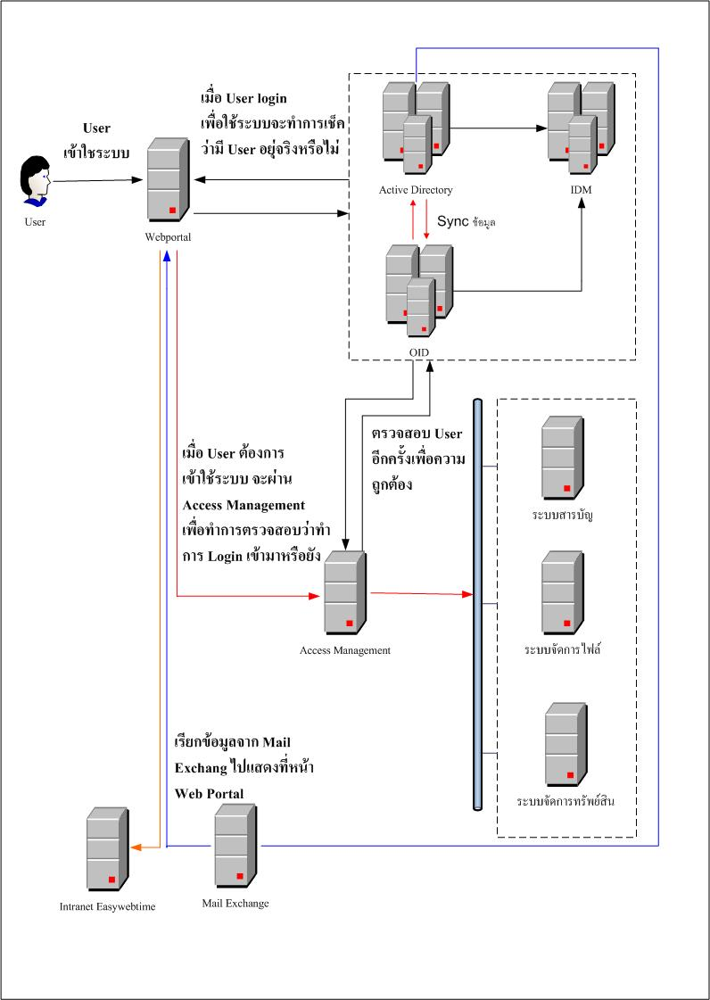 User
เข้าใชระบบ
เมื่อ User login
เพื่อใช้ระบบจะทำการเช็ค
ว่ามี User อยู่จริงหรือไม่
User
Webportal
Active Directory
IDM
Sync ข้อมูล
OID
ตรวจสอบ User
อีกครั้งเพื่อความ
ถูกต้อง
เมื่อ User ต้องการ
เข้าใช้ระบบ จะผ่าน
Access Management
เพื่อทำการตรวจสอบว่าทำ
การ Login เข้ามาหรือยัง
ระบบสารบัญ
Access Management
ระบบจัดการไฟล์
เรียกข้อมูลจาก Mail
Exchang ไปแสดงที่หน้า
Web Portal
ระบบจัดการทรัพย์สิน
Intranet Easywebtime
Mail Exchange